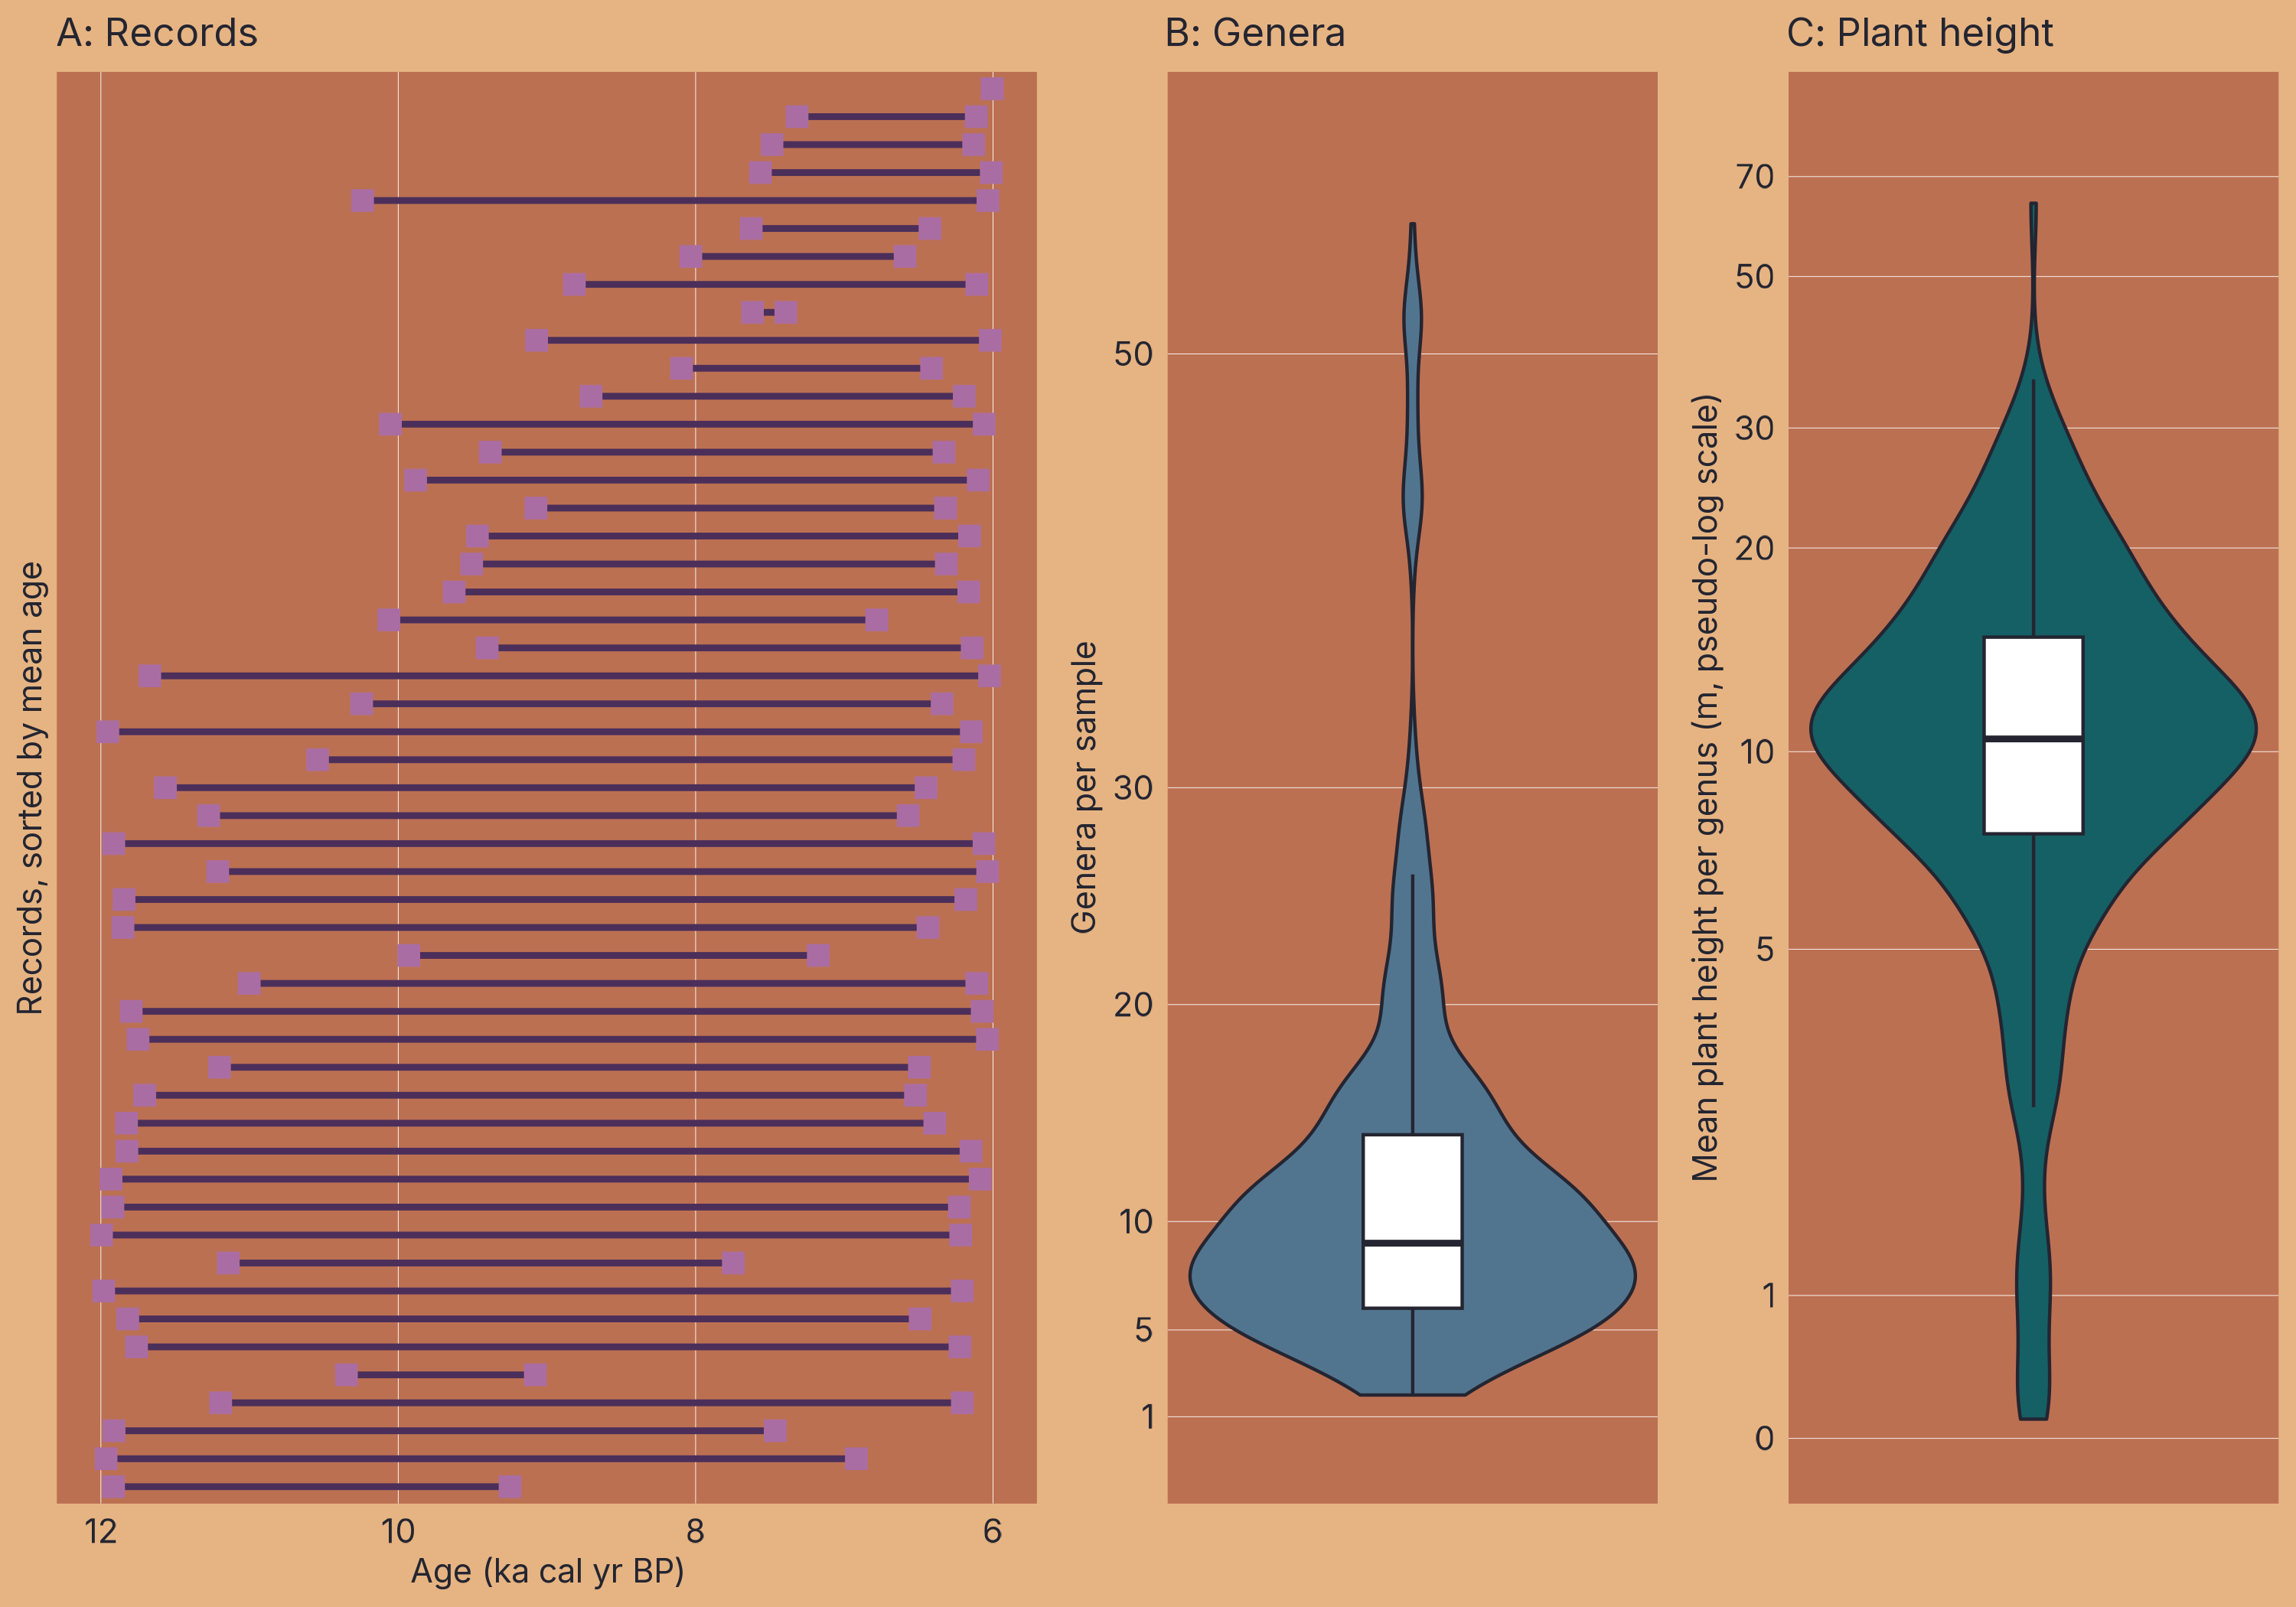 A: Records
B: Genera
C: Plant height
Records, sorted by mean age
12
10
8
6
Age (ka cal yr BP)
Genera per sample
50
30
20
10
5
1
Mean plant height per genus (m, pseudo-log scale)
70
50
30
20
10
5
1
0